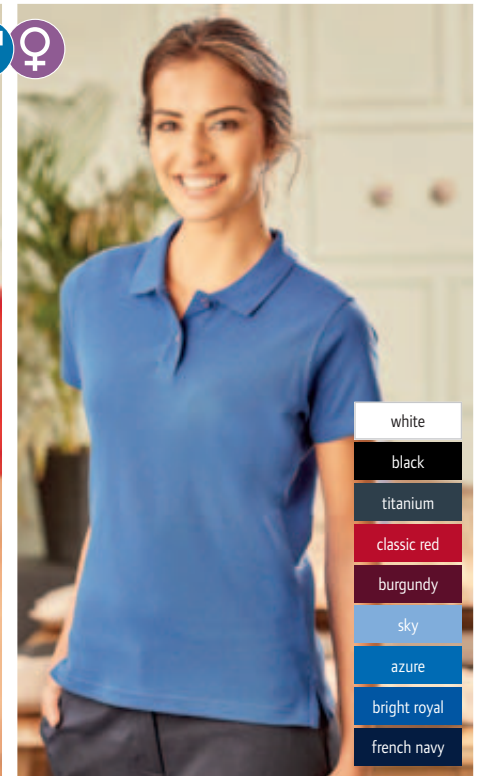 white
black
titanium
classic red
burgundy
sky
azure
bright royal
french navy